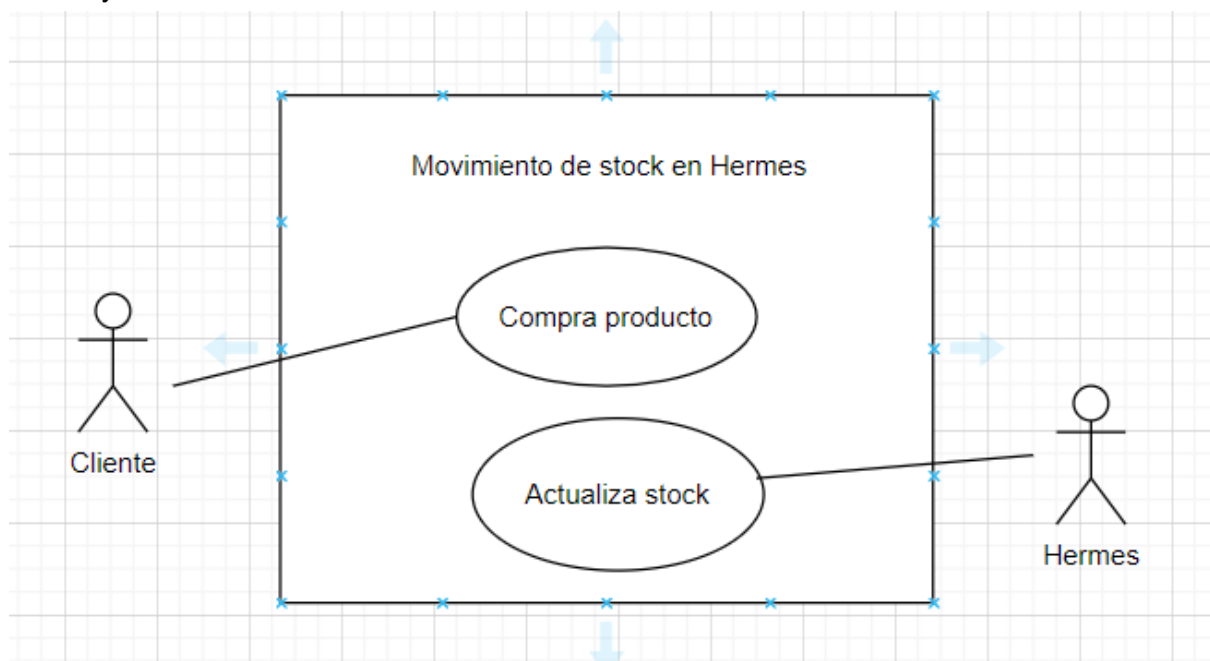 Movimiento de stock en Hermes
Compra producto
Cliente
Actualiza stock
Hermes